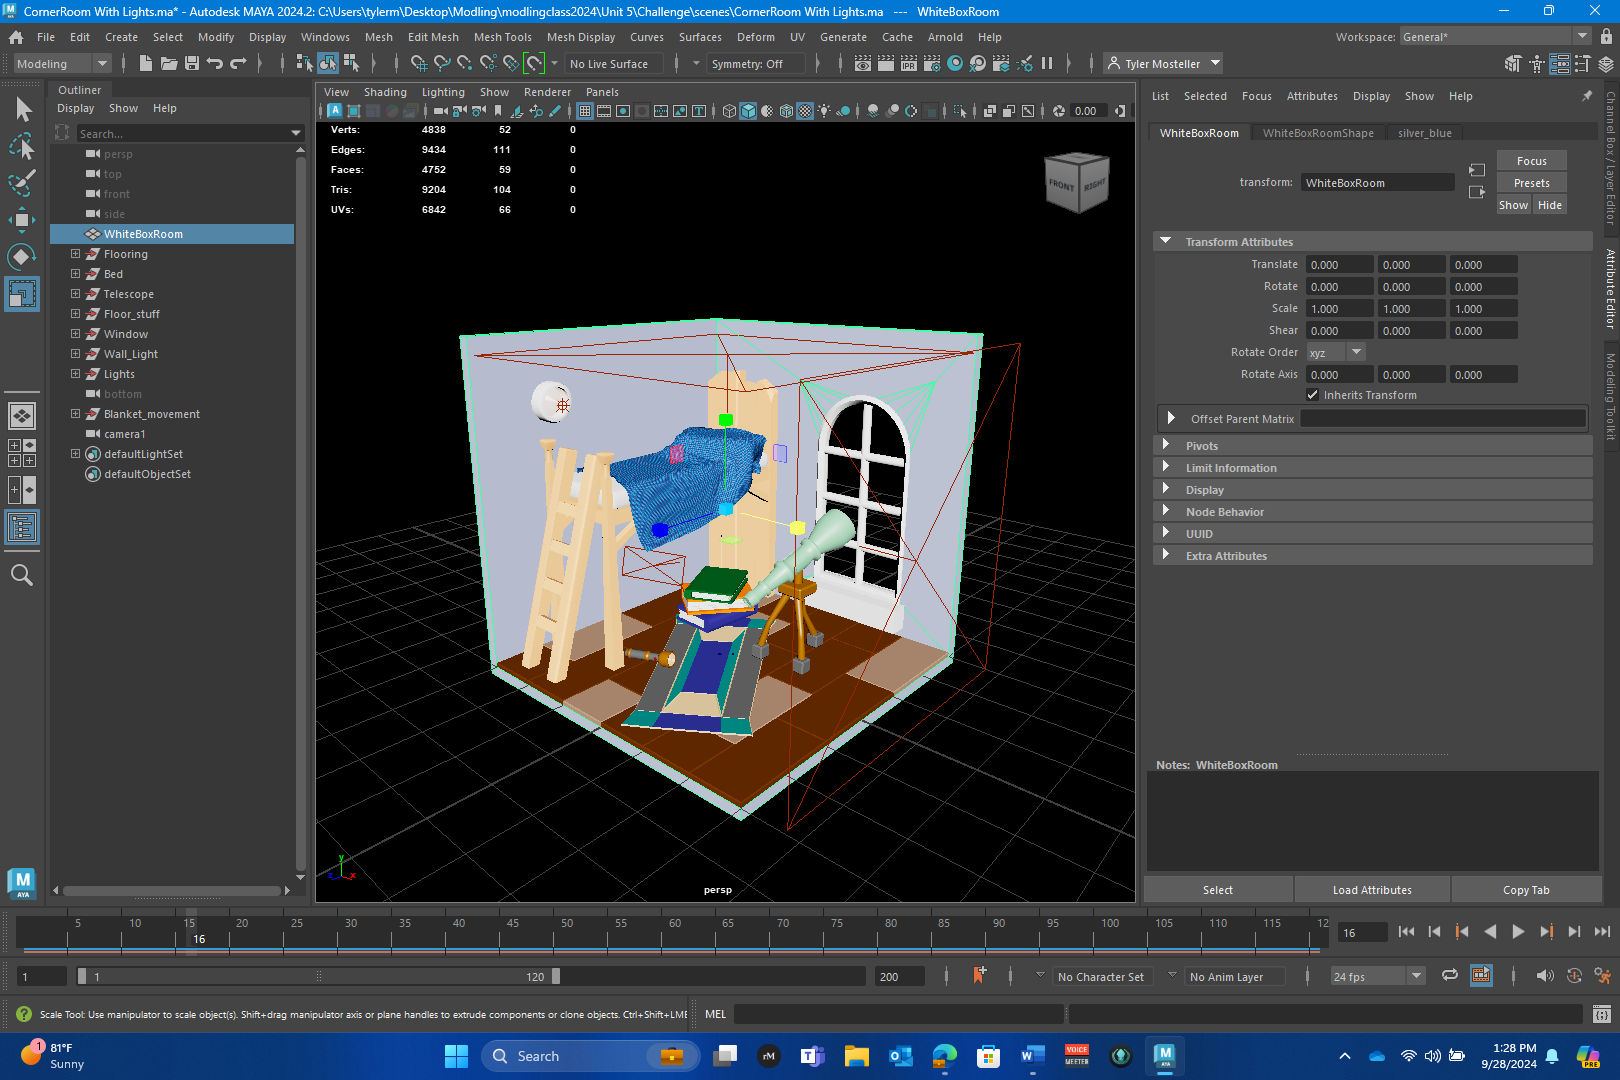 CornerRoom With Lights.ma* - Autodesk MAYA 2024.2: C:\Users\tylerm\Desktop\Modling\modlingclass2024\Unit 5\Challenge\scenes\CornerRoom With Lights.ma --- WhiteBoxRoom
File Edit Create Select Modify Display Windows Mesh Edit Mesh Mesh Tools Mesh Display Curves Surfaces Deform UV Generate Cache Arnold Help
Workspace: General*
Modeling
No Live Surface
Symmetry: Off
IPR
Tyler Mosteller
Outliner
Display Show Help
Search...
persp
top
front
side
WhiteBoxRoom
Flooring
Bed
Telescope
Floor_stuff
Window
Wall_Light
Lights
bottom
Blanket_movement
camera1
defaultLightSet
defaultObjectSet
View Shading Lighting Show Renderer Panels
0.00
Verts: 4838 52 0
Edges: 9434 111 0
Faces: 4752 59 0
Tris: 9204 104 0
UVs: 6842 66 0
FRONT RIGHT
persp
y
x
z
List Selected Focus Attributes Display Show Help
WhiteBoxRoom WhiteBoxRoomShape silver_blue
transform: WhiteBoxRoom
Focus
Presets
Show Hide
Transform Attributes
Translate 0.000 0.000 0.000
Rotate 0.000 0.000 0.000
Scale 1.000 1.000 1.000
Shear 0.000 0.000 0.000
Rotate Order xyz
Rotate Axis 0.000 0.000 0.000
Inherits Transform
Offset Parent Matrix
Pivots
Limit Information
Display
Node Behavior
UUID
Extra Attributes
Notes: WhiteBoxRoom
Select Load Attributes Copy Tab
Channel Box / Layer Editor
Attribute Editor
Modeling Toolkit
M
AYA
5 10 15 20 25 30 35 40 45 50 55 60 65 70 75 80 85 90 95 100 105 110 115 12
16
16
1
1
120
200
No Character Set
No Anim Layer
24 fps
Scale Tool: Use manipulator to scale object(s). Shift+drag manipulator axis or plane handles to extrude components or clone objects. Ctrl+Shift+LME
MEL
1
81°F
Sunny
Search
rM
VOICE
MEETER
M
AYA
1:28 PM
9/28/2024
PRE